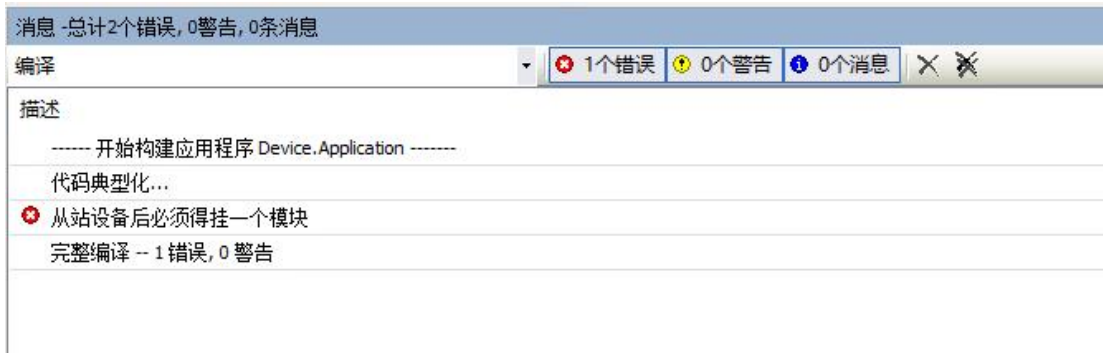 消息 -总计2个错误, 0警告, 0条消息
编译 1个错误 0个警告 0个消息
描述
------ 开始构建应用程序 Device.Application -------
代码典型化...
从站设备后必须得挂一个模块
完整编译 -- 1 错误, 0 警告